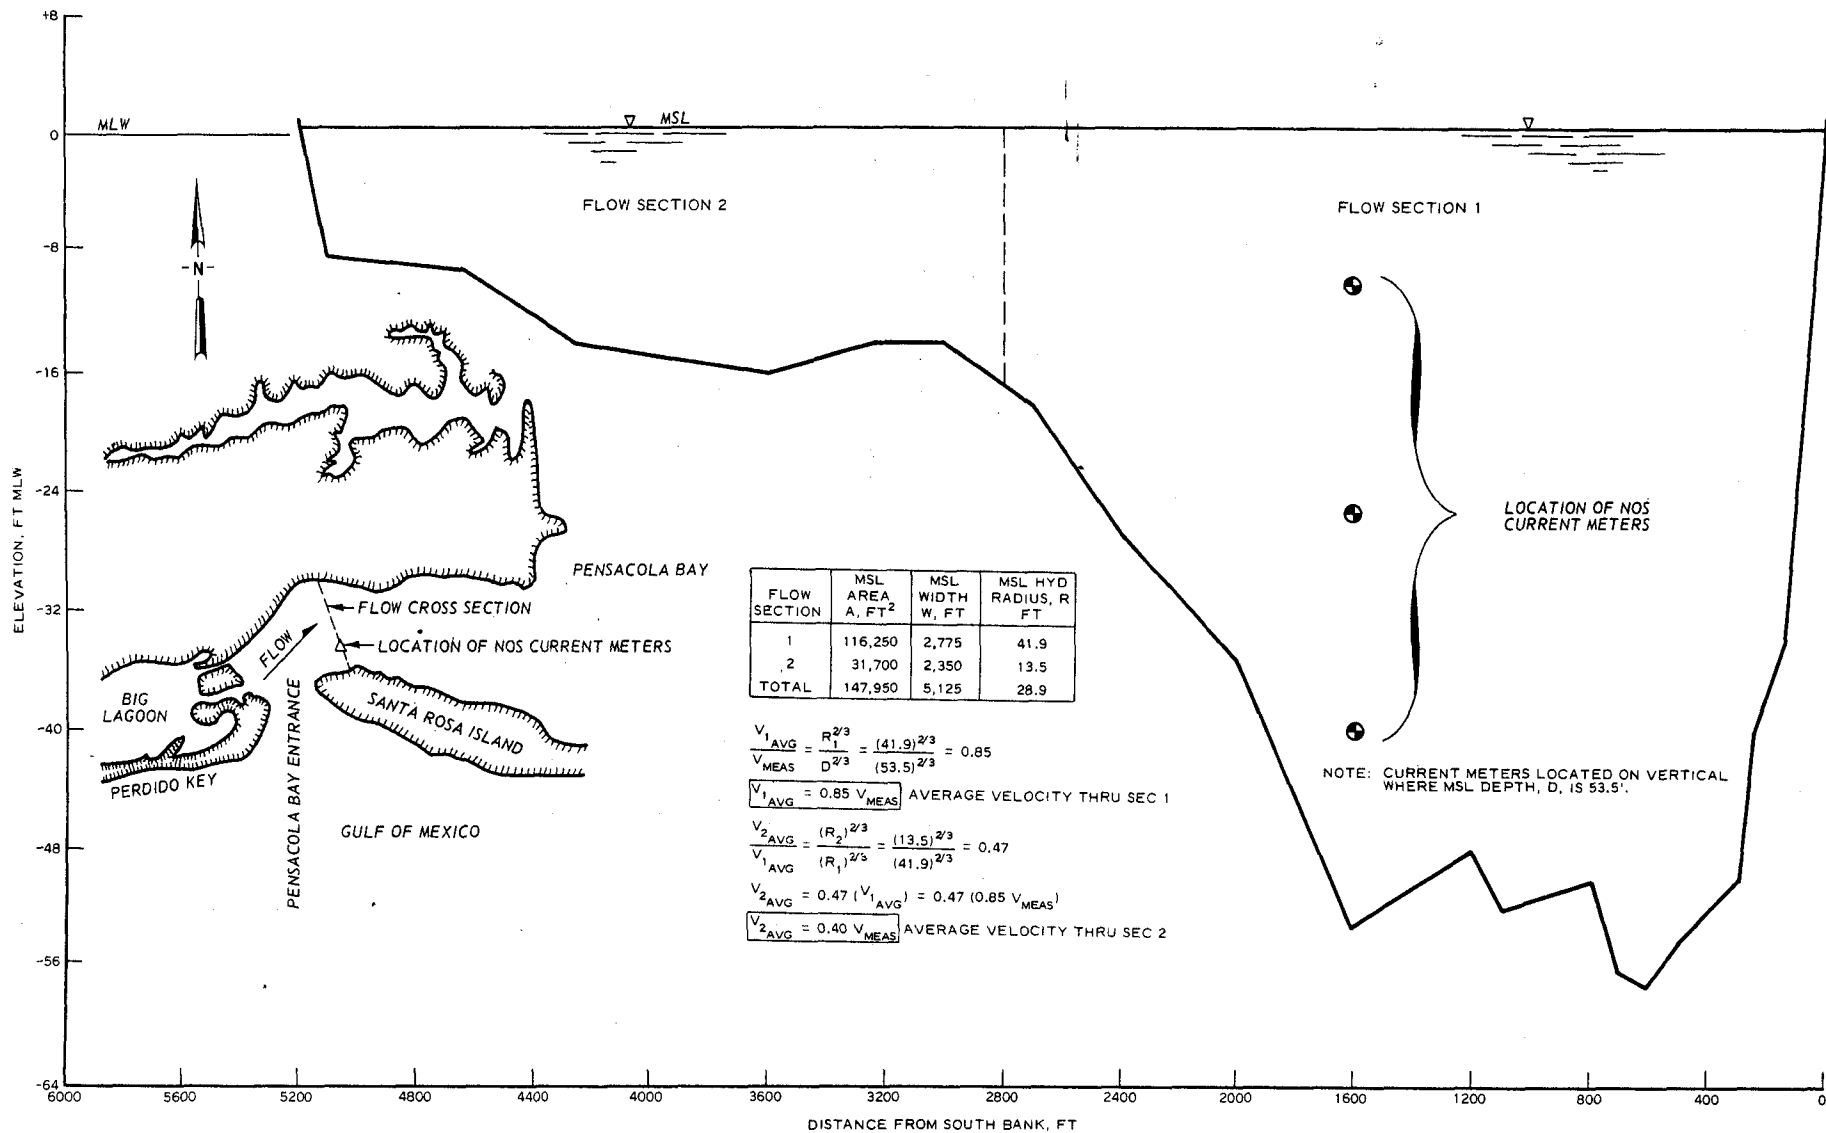 +8
0
-8
-16
-24
-32
-40
-48
-56
-64
ELEVATION, FT MLW
MLW
MSL
FLOW SECTION 2
FLOW SECTION 1
-N-
LOCATION OF NOS
CURRENT METERS
NOTE: CURRENT METERS LOCATED ON VERTICAL
WHERE MSL DEPTH, D, IS 53.5'.
PENSACOLA BAY
FLOW CROSS SECTION
LOCATION OF NOS CURRENT METERS
FLOW
BIG
LAGOON
PERDIDO KEY
PENSACOLA BAY ENTRANCE
SANTA ROSA ISLAND
GULF OF MEXICO
FLOW SECTION | MSL AREA A, FT² | MSL WIDTH W, FT | MSL HYD RADIUS, R FT
1 116,250 2,775 41.9
2 31,700 2,350 13.5
TOTAL 147,950 5,125 28.9
V₁AVG / VMEAS = R₁^2/3 / D^2/3 = (41.9)^2/3 / (53.5)^2/3 = 0.85
V₁AVG = 0.85 VMEAS AVERAGE VELOCITY THRU SEC 1
V₂AVG / V₁AVG = (R₂)^2/3 / (R₁)^2/3 = (13.5)^2/3 / (41.9)^2/3 = 0.47
V₂AVG = 0.47 (V₁AVG) = 0.47 (0.85 VMEAS)
V₂AVG = 0.40 VMEAS AVERAGE VELOCITY THRU SEC 2
6000 5600 5200 4800 4400 4000 3600 3200 2800 2400 2000 1600 1200 800 400 0
DISTANCE FROM SOUTH BANK, FT